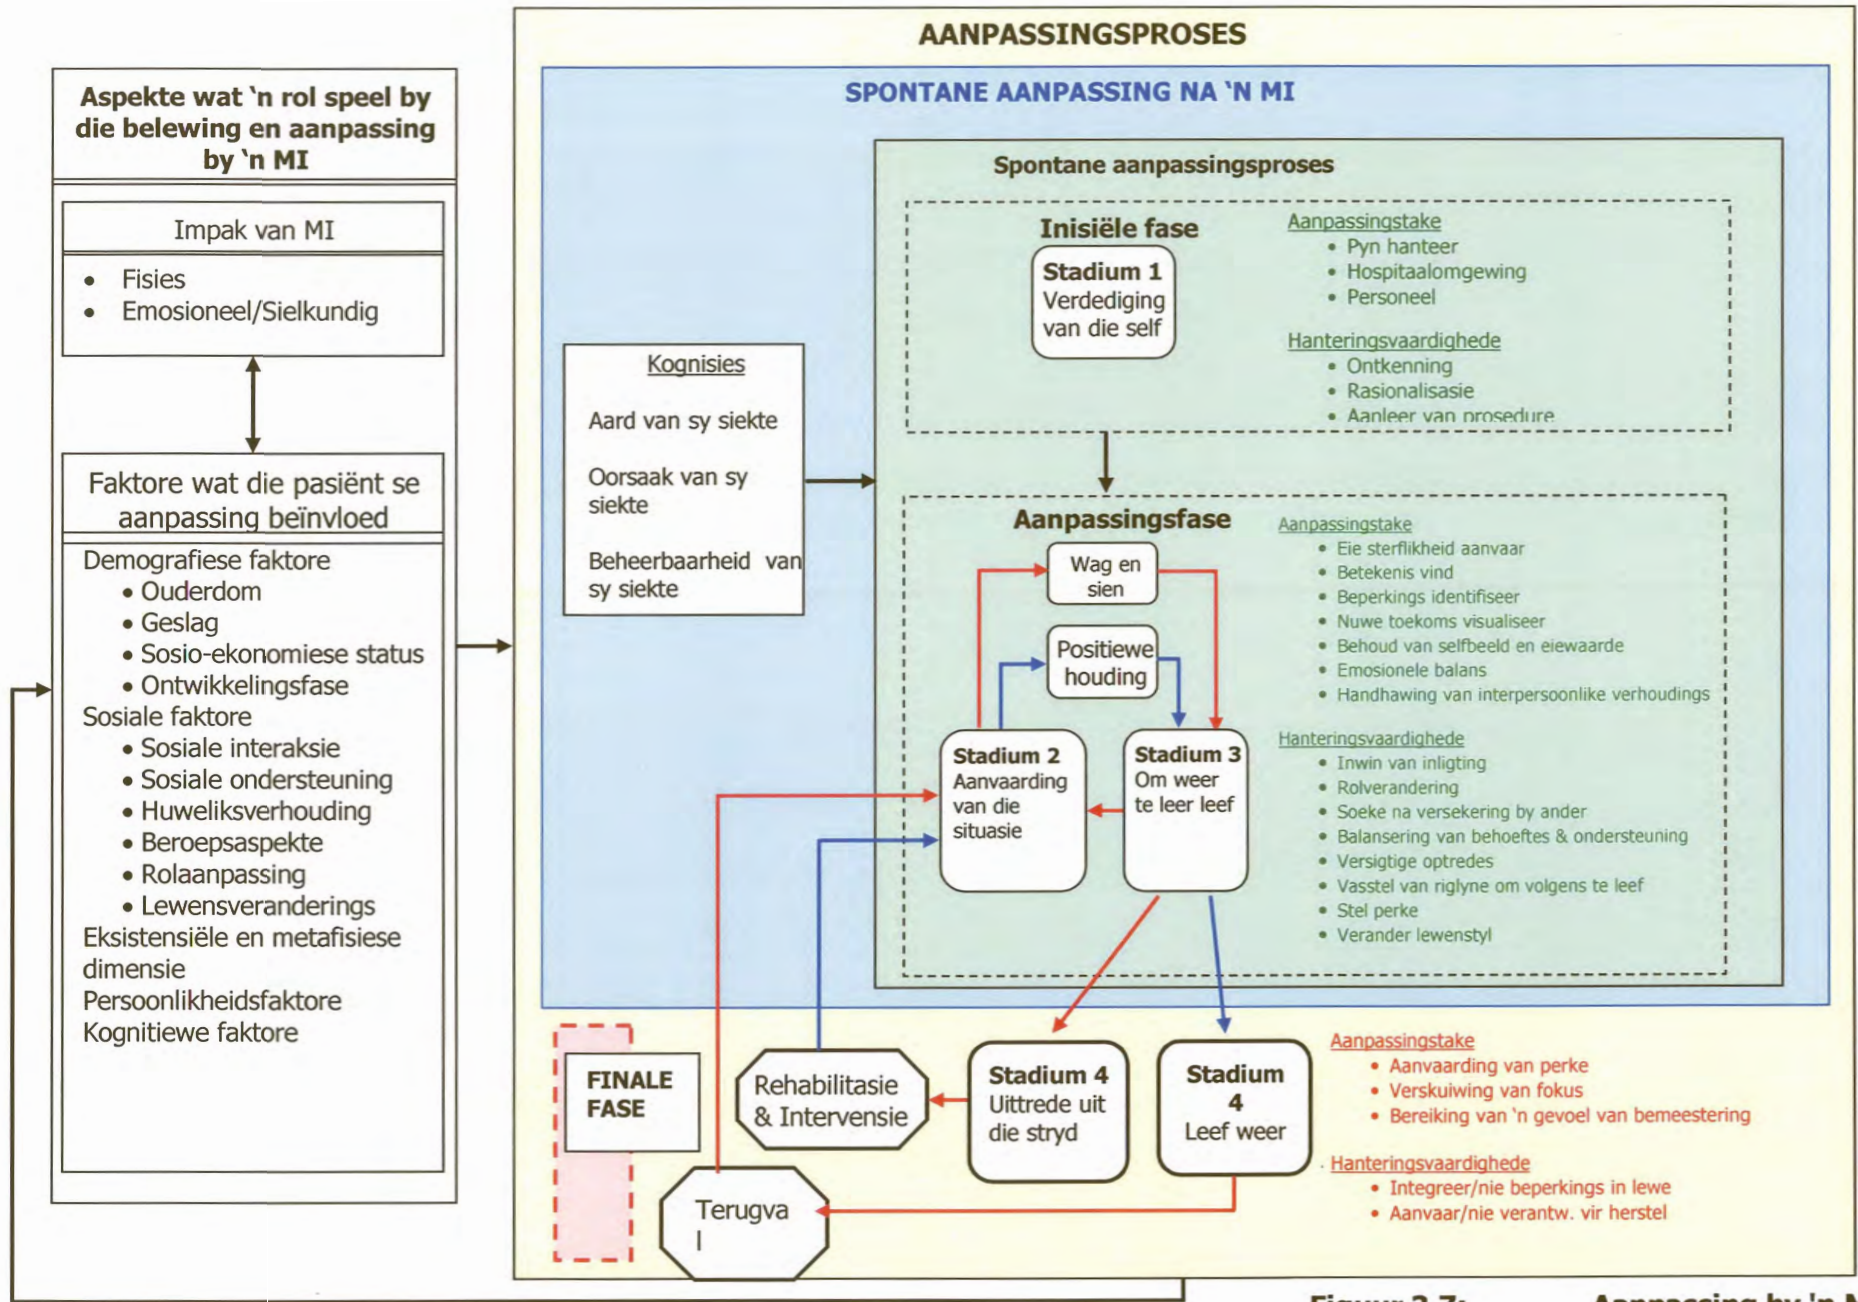 AANPASSINGSPROSES
Aspekte wat ‘n rol speel by
die belewing en aanpassing
by ‘n MI
Impak van MI
• Fisies
• Emosioneel/Sielkundig
Faktore wat die pasiënt se
aanpassing beïnvloed
Demografiese faktore
• Ouderdom
• Geslag
• Sosio-ekonomiese status
• Ontwikkelingsfase
Sosiale faktore
• Sosiale interaksie
• Sosiale ondersteuning
• Huweliksverhouding
• Beroepsaspekte
• Rolaanpassing
• Lewensveranderings
Eksistensiële en metafisiese
dimensie
Persoonlikheidsfaktore
Kognitiewe faktore
SPONTANE AANPASSING NA ‘N MI
Kognisies
Aard van sy siekte
Oorsaak van sy
siekte
Beheerbaarheid van
sy siekte
Spontane aanpassingsproses
Inisiële fase
Stadium 1
Verdediging
van die self
Aanpassingstake
• Pyn hanteer
• Hospitaalomgewing
• Personeel
Hanteringsvaardighede
• Ontkenning
• Rasionalisasie
• Aanleer van prosedure
Aanpassingsfase
Wag en
sien
Positiewe
houding
Stadium 2
Aanvaarding
van die
situasie
Stadium 3
Om weer
te leer leef
Aanpassingstake
• Eie sterflikheid aanvaar
• Betekenis vind
• Beperkings identifiseer
• Nuwe toekoms visualiseer
• Behoud van selfbeeld en eiewaarde
• Emosionele balans
• Handhawing van interpersoonlike verhoudings
Hanteringsvaardighede
• Inwin van inligting
• Rolverandering
• Soeke na versekering by ander
• Balansering van behoeftes & ondersteuning
• Versigtige optredes
• Vasstel van riglyne om volgens te leef
• Stel perke
• Verander lewenstyl
FINALE
FASE
Rehabilitasie
& Intervensie
Stadium 4
Uittrede uit
die stryd
Stadium
4
Leef weer
Terugva
l
Aanpassingstake
• Aanvaarding van perke
• Verskuiwing van fokus
• Bereiking van ‘n gevoel van bemeestering
Hanteringsvaardighede
• Integreer/nie beperkings in lewe
• Aanvaar/nie verantw. vir herstel
Aanpassing by 'n